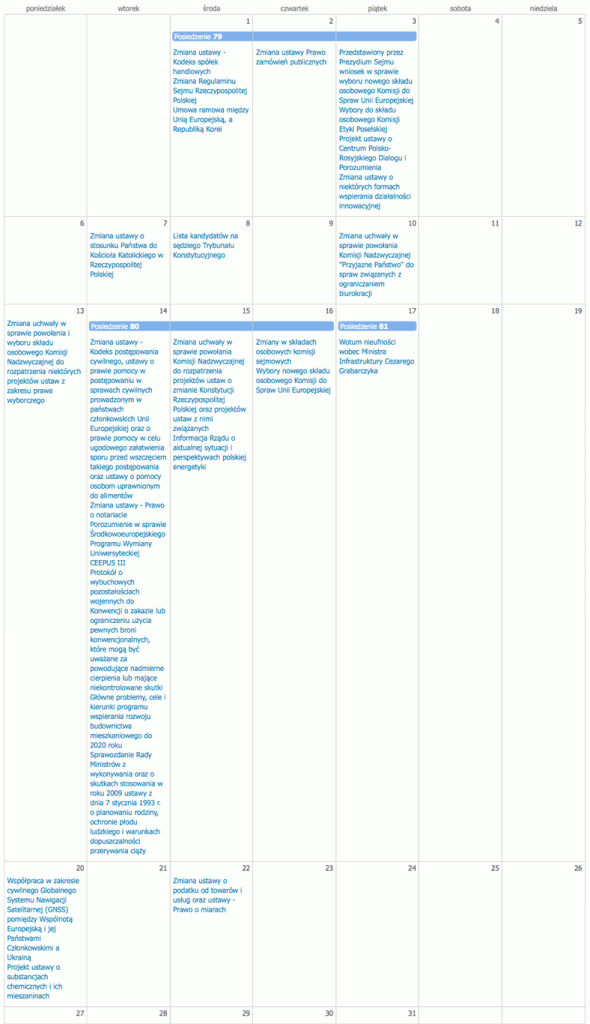 poniedziałek wtorek środa czwartek piątek sobota niedziela
1 2 3 4 5
Posiedzenie 79
Zmiana ustawy -
Kodeks spółek
handlowych
Zmiana Regulaminu
Sejmu Rzeczypospolitej
Polskiej
Umowa ramowa między
Unią Europejską, a
Republiką Korei
Zmiana ustawy Prawo
zamówień publicznych
Przedstawiony przez
Prezydium Sejmu
wniosek w sprawie
wyboru nowego składu
osobowego Komisji do
Spraw Unii Europejskiej
Wybory do składu
osobowego Komisji
Etyki Poselskiej
Projekt ustawy o
Centrum Polsko-
Rosyjskiego Dialogu i
Porozumienia
Zmiana ustawy o
niektórych formach
wspierania działalności
innowacyjnej
6 7 8 9 10 11 12
Zmiana ustawy o
stosunku Państwa do
Kościoła Katolickiego w
Rzeczypospolitej
Polskiej
Lista kandydatów na
sędziego Trybunału
Konstytucyjnego
Zmiana uchwały w
sprawie powołania
Komisji Nadzwyczajnej
"Przyjazne Państwo" do
spraw związanych z
ograniczaniem
biurokracji
13 14 15 16 17 18 19
Zmiana uchwały w
sprawie powołania i
wyboru składu
osobowego Komisji
Nadzwyczajnej do
rozpatrzenia niektórych
projektów ustaw z
zakresu prawa
wyborczego
Posiedzenie 80
Zmiana ustawy -
Kodeks postępowania
cywilnego, ustawy o
prawie pomocy w
postępowaniu w
sprawach cywilnych
prowadzonym w
państwach
członkowskich Unii
Europejskiej oraz o
prawie pomocy w celu
ugodowego załatwienia
sporu przed wszczęciem
takiego postępowania
oraz ustawy o pomocy
osobom uprawnionym
do alimentów
Zmiana ustawy - Prawo
o notariacie
Porozumienie w sprawie
Środkowoeuropejskiego
Programu Wymiany
Uniwersyteckiej
CEEPUS III
Protokół o
wybuchowych
pozostałościach
wojennych do
Konwencji o zakazie lub
ograniczeniu użycia
pewnych broni
konwencjonalnych,
które mogą być
uważane za
powodujące nadmierne
cierpienia lub mające
niekontrolowane skutki
Główne problemy, cele i
kierunki programu
wspierania rozwoju
budownictwa
mieszkaniowego do
2020 roku
Sprawozdanie Rady
Ministrów z
wykonywania oraz o
skutkach stosowania w
roku 2009 ustawy z
dnia 7 stycznia 1993 r.
o planowaniu rodziny,
ochronie płodu
ludzkiego i warunkach
dopuszczalności
przerywania ciąży
Zmiana uchwały w
sprawie powołania
Komisji Nadzwyczajnej
do rozpatrzenia
projektów ustaw o
zmianie Konstytucji
Rzeczypospolitej
Polskiej oraz projektów
ustaw z nimi
związanych
Informacja Rządu o
aktualnej sytuacji i
perspektywach polskiej
energetyki
Zmiany w składach
osobowych komisji
sejmowych
Wybory nowego składu
osobowego Komisji do
Spraw Unii Europejskiej
Posiedzenie 81
Wotum nieufności
wobec Ministra
Infrastruktury Cezarego
Grabarczyka
20 21 22 23 24 25 26
Współpraca w zakresie
cywilnego Globalnego
Systemu Nawigacji
Satelitarnej (GNSS)
pomiędzy Wspólnotą
Europejską i jej
Państwami
Członkowskimi a
Ukrainą
Projekt ustawy o
substancjach
chemicznych i ich
mieszaninach
Zmiana ustawy o
podatku od towarów i
usług oraz ustawy -
Prawo o miarach
27 28 29 30 31